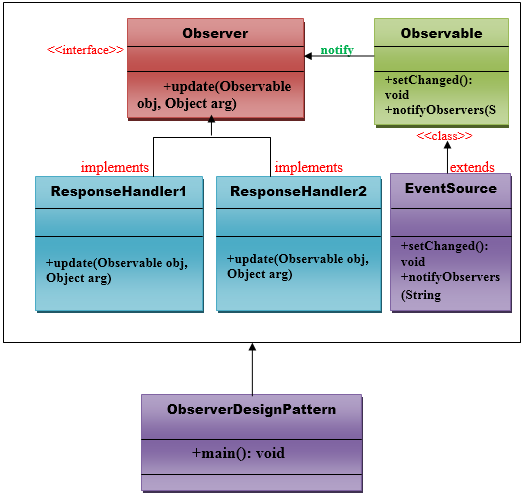 Observer
<<interface>>
+update(Observable
obj, Object arg)
notify
Observable
+setChanged():
void
+notifyObservers(S
<<class>>
implements
implements
extends
ResponseHandler1
+update(Observable obj,
Object arg)
ResponseHandler2
+update(Observable obj,
Object arg)
EventSource
+setChanged():
void
+notifyObservers
(String
ObserverDesignPattern
+main(): void